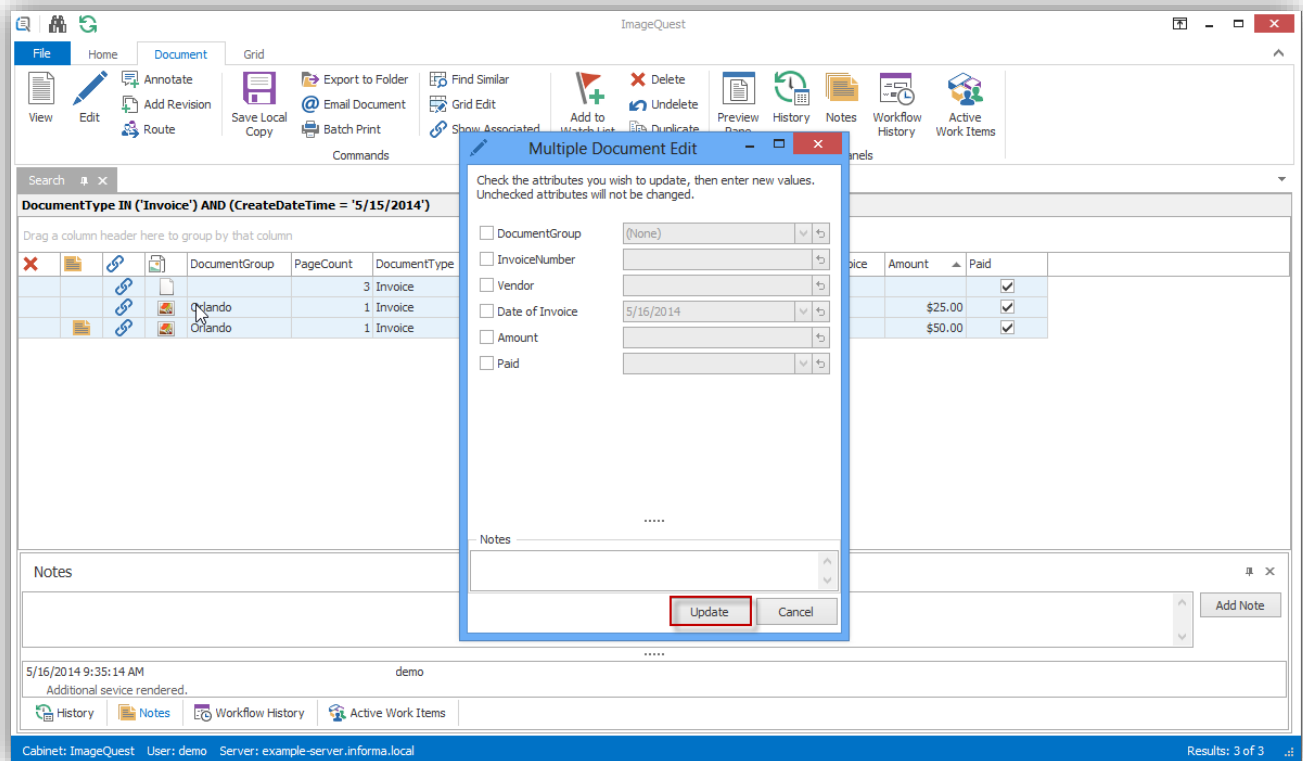 ImageQuest
File Home Document Grid
View
Edit
Annotate
Add Revision
Route
Save Local
Copy
Export to Folder
Email Document
Batch Print
Find Similar
Grid Edit
Show Associated
Commands
Add to
Watch List
Delete
Undelete
Duplicate
Preview
Pane
History
Notes
Workflow
History
Active
Work Items
Search
DocumentType IN ('Invoice') AND (CreateDateTime = '5/15/2014')
Drag a column header here to group by that column
DocumentGroup PageCount DocumentType Amount Paid
3 Invoice
Orlando 1 Invoice $25.00
Orlando 1 Invoice $50.00
Multiple Document Edit
Check the attributes you wish to update, then enter new values.
Unchecked attributes will not be changed.
DocumentGroup (None)
InvoiceNumber
Vendor
Date of Invoice 5/16/2014
Amount
Paid
Notes
Update Cancel
Notes
Add Note
5/16/2014 9:35:14 AM demo
Additional sevice rendered.
History Notes Workflow History Active Work Items
Cabinet: ImageQuest User: demo Server: example-server.informa.local Results: 3 of 3